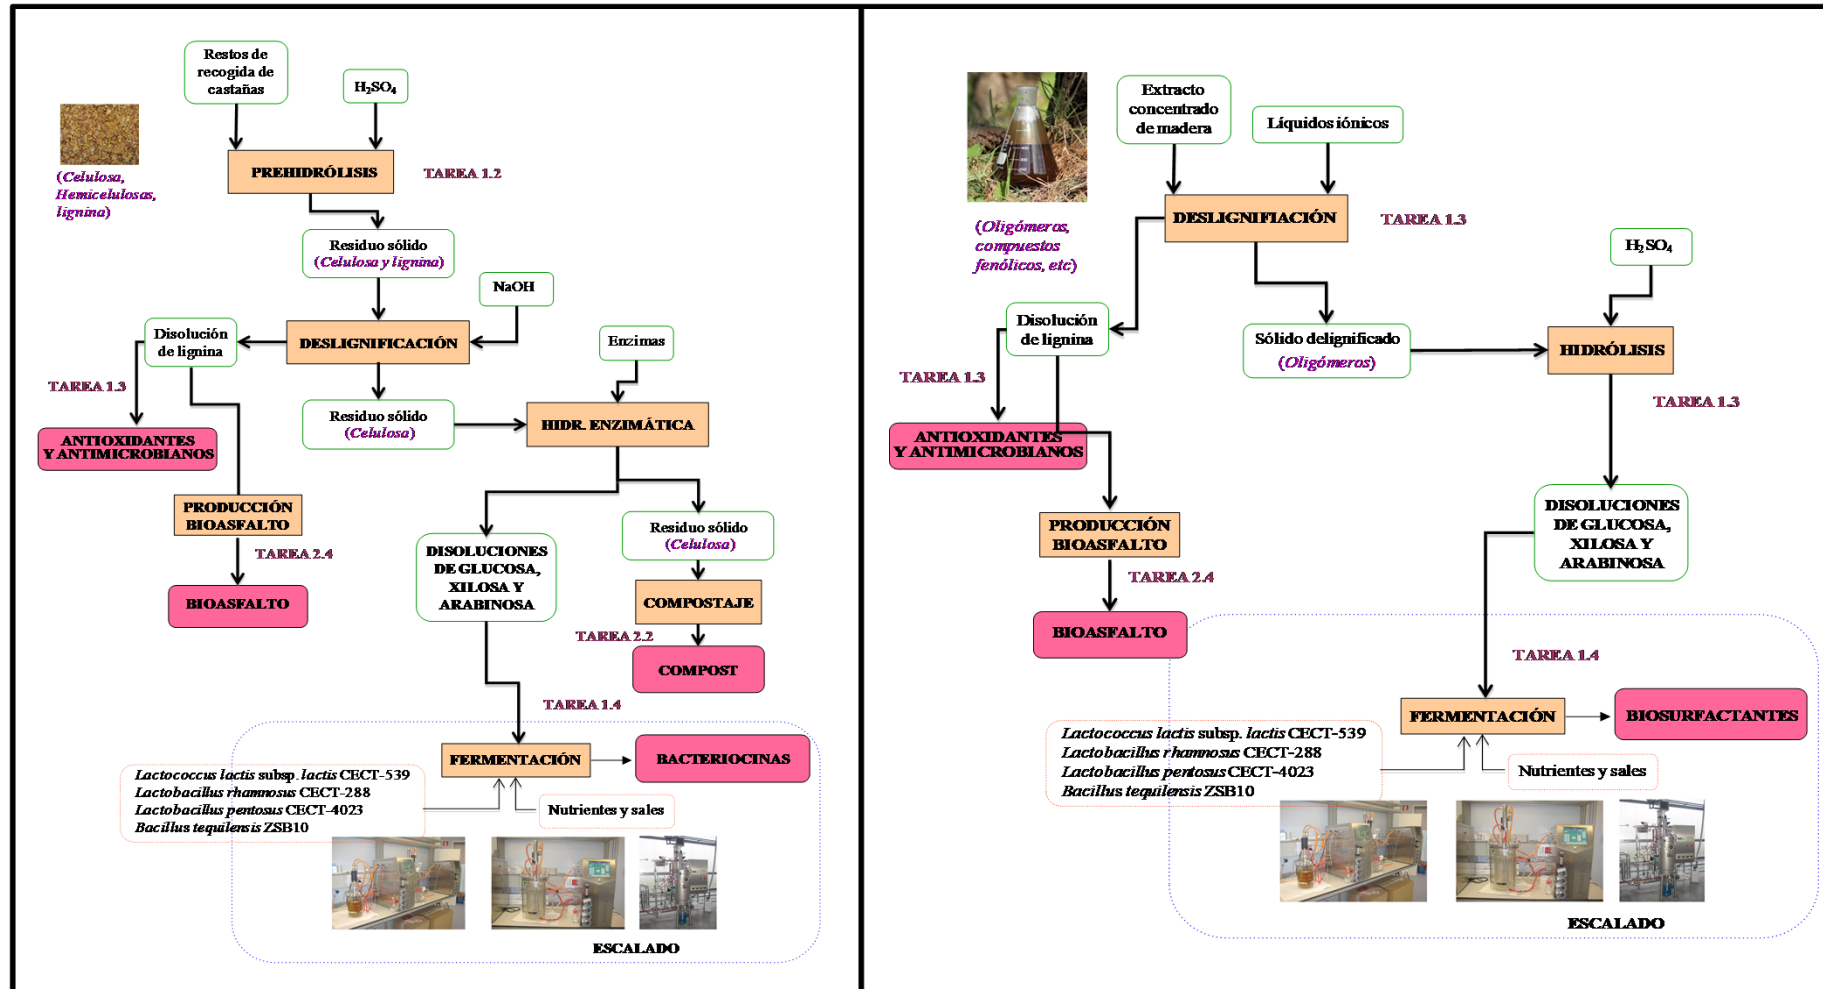 Restos de
recogida de
castañas
H₂SO₄
(Celulosa,
Hemicelulosas,
lignina)
PREHIDRÓLISIS
TAREA 1.2
Residuo sólido
(Celulosa y lignina)
NaOH
Disolución
de lignina
DESLIGNIFICACIÓN
Enzimas
TAREA 1.3
Residuo sólido
(Celulosa)
HIDR. ENZIMÁTICA
ANTIOXIDANTES
Y ANTIMICROBIANOS
PRODUCCIÓN
BIOASFALTO
TAREA 2.4
BIOASFALTO
DISOLUCIONES
DE GLUCOSA,
XILOSA Y
ARABINOSA
Residuo sólido
(Celulosa)
COMPOSTAJE
TAREA 2.2
COMPOST
TAREA 1.4
FERMENTACIÓN
BACTERIOCINAS
Lactococcus lactis subsp. lactis CECT-539
Lactobacillus rhamnosus CECT-288
Lactobacillus pentosus CECT-4023
Bacillus tequilensis ZSB10
Nutrientes y sales
ESCALADO
Extracto
concentrado
de madera
Líquidos iónicos
(Oligómeros,
compuestos
fenólicos, etc)
DESLIGNIFIACIÓN
TAREA 1.3
H₂SO₄
Disolución
de lignina
Sólido delignificado
(Oligómeros)
HIDRÓLISIS
TAREA 1.3
TAREA 1.3
ANTIOXIDANTES
Y ANTIMICROBIANOS
PRODUCCIÓN
BIOASFALTO
TAREA 2.4
BIOASFALTO
DISOLUCIONES
DE GLUCOSA,
XILOSA Y
ARABINOSA
TAREA 1.4
FERMENTACIÓN
BIOSURFACTANTES
Lactococcus lactis subsp. lactis CECT-539
Lactobacillus rhamnosus CECT-288
Lactobacillus pentosus CECT-4023
Bacillus tequilensis ZSB10
Nutrientes y sales
ESCALADO